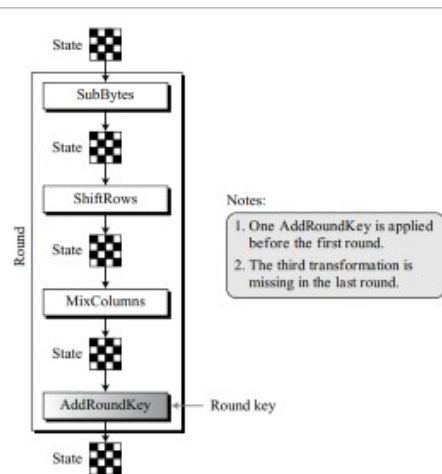 State
SubBytes
State
ShiftRows
State
Round
MixColumns
State
AddRoundKey
Round key
State
Notes:
1. One AddRoundKey is applied
before the first round.
2. The third transformation is
missing in the last round.